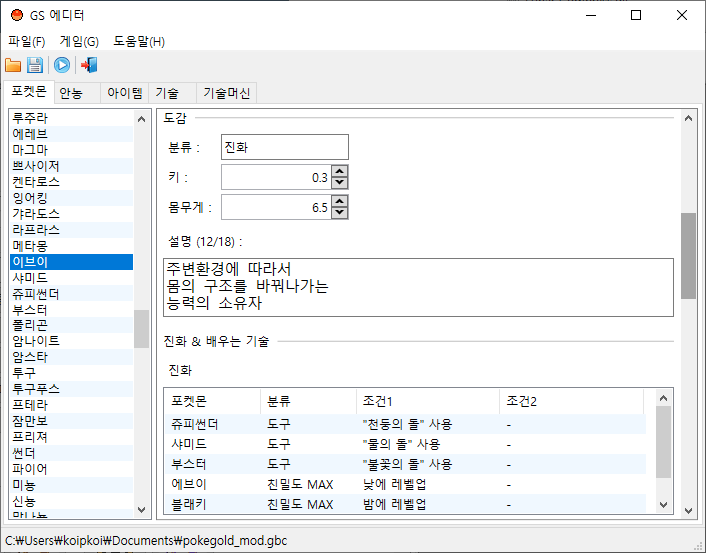 GS 에디터
파일(F) 게임(G) 도움말(H)
포켓몬 안농 아이템 기술 기술머신
루주라
에레브
마그마
쁘사이저
켄타로스
잉어킹
갸라도스
라프라스
메타몽
이브이
샤미드
쥬피썬더
부스터
폴리곤
암나이트
암스타
투구
투구푸스
프테라
잠만보
프리져
썬더
파이어
미뇽
신뇽
망나뇽
도감
분류 : 진화
키 : 0.3
몸무게 : 6.5
설명 (12/18) :
주변환경에 따라서
몸의 구조를 바꿔나가는
능력의 소유자
진화 & 배우는 기술
진화
포켓몬 분류 조건1 조건2
쥬피썬더 도구 "천둥의 돌" 사용 -
샤미드 도구 "물의 돌" 사용 -
부스터 도구 "불꽃의 돌" 사용 -
에브이 친밀도 MAX 낮에 레벨업 -
블래키 친밀도 MAX 밤에 레벨업 -
C:₩Users₩koipkoi₩Documents₩pokegold_mod.gbc